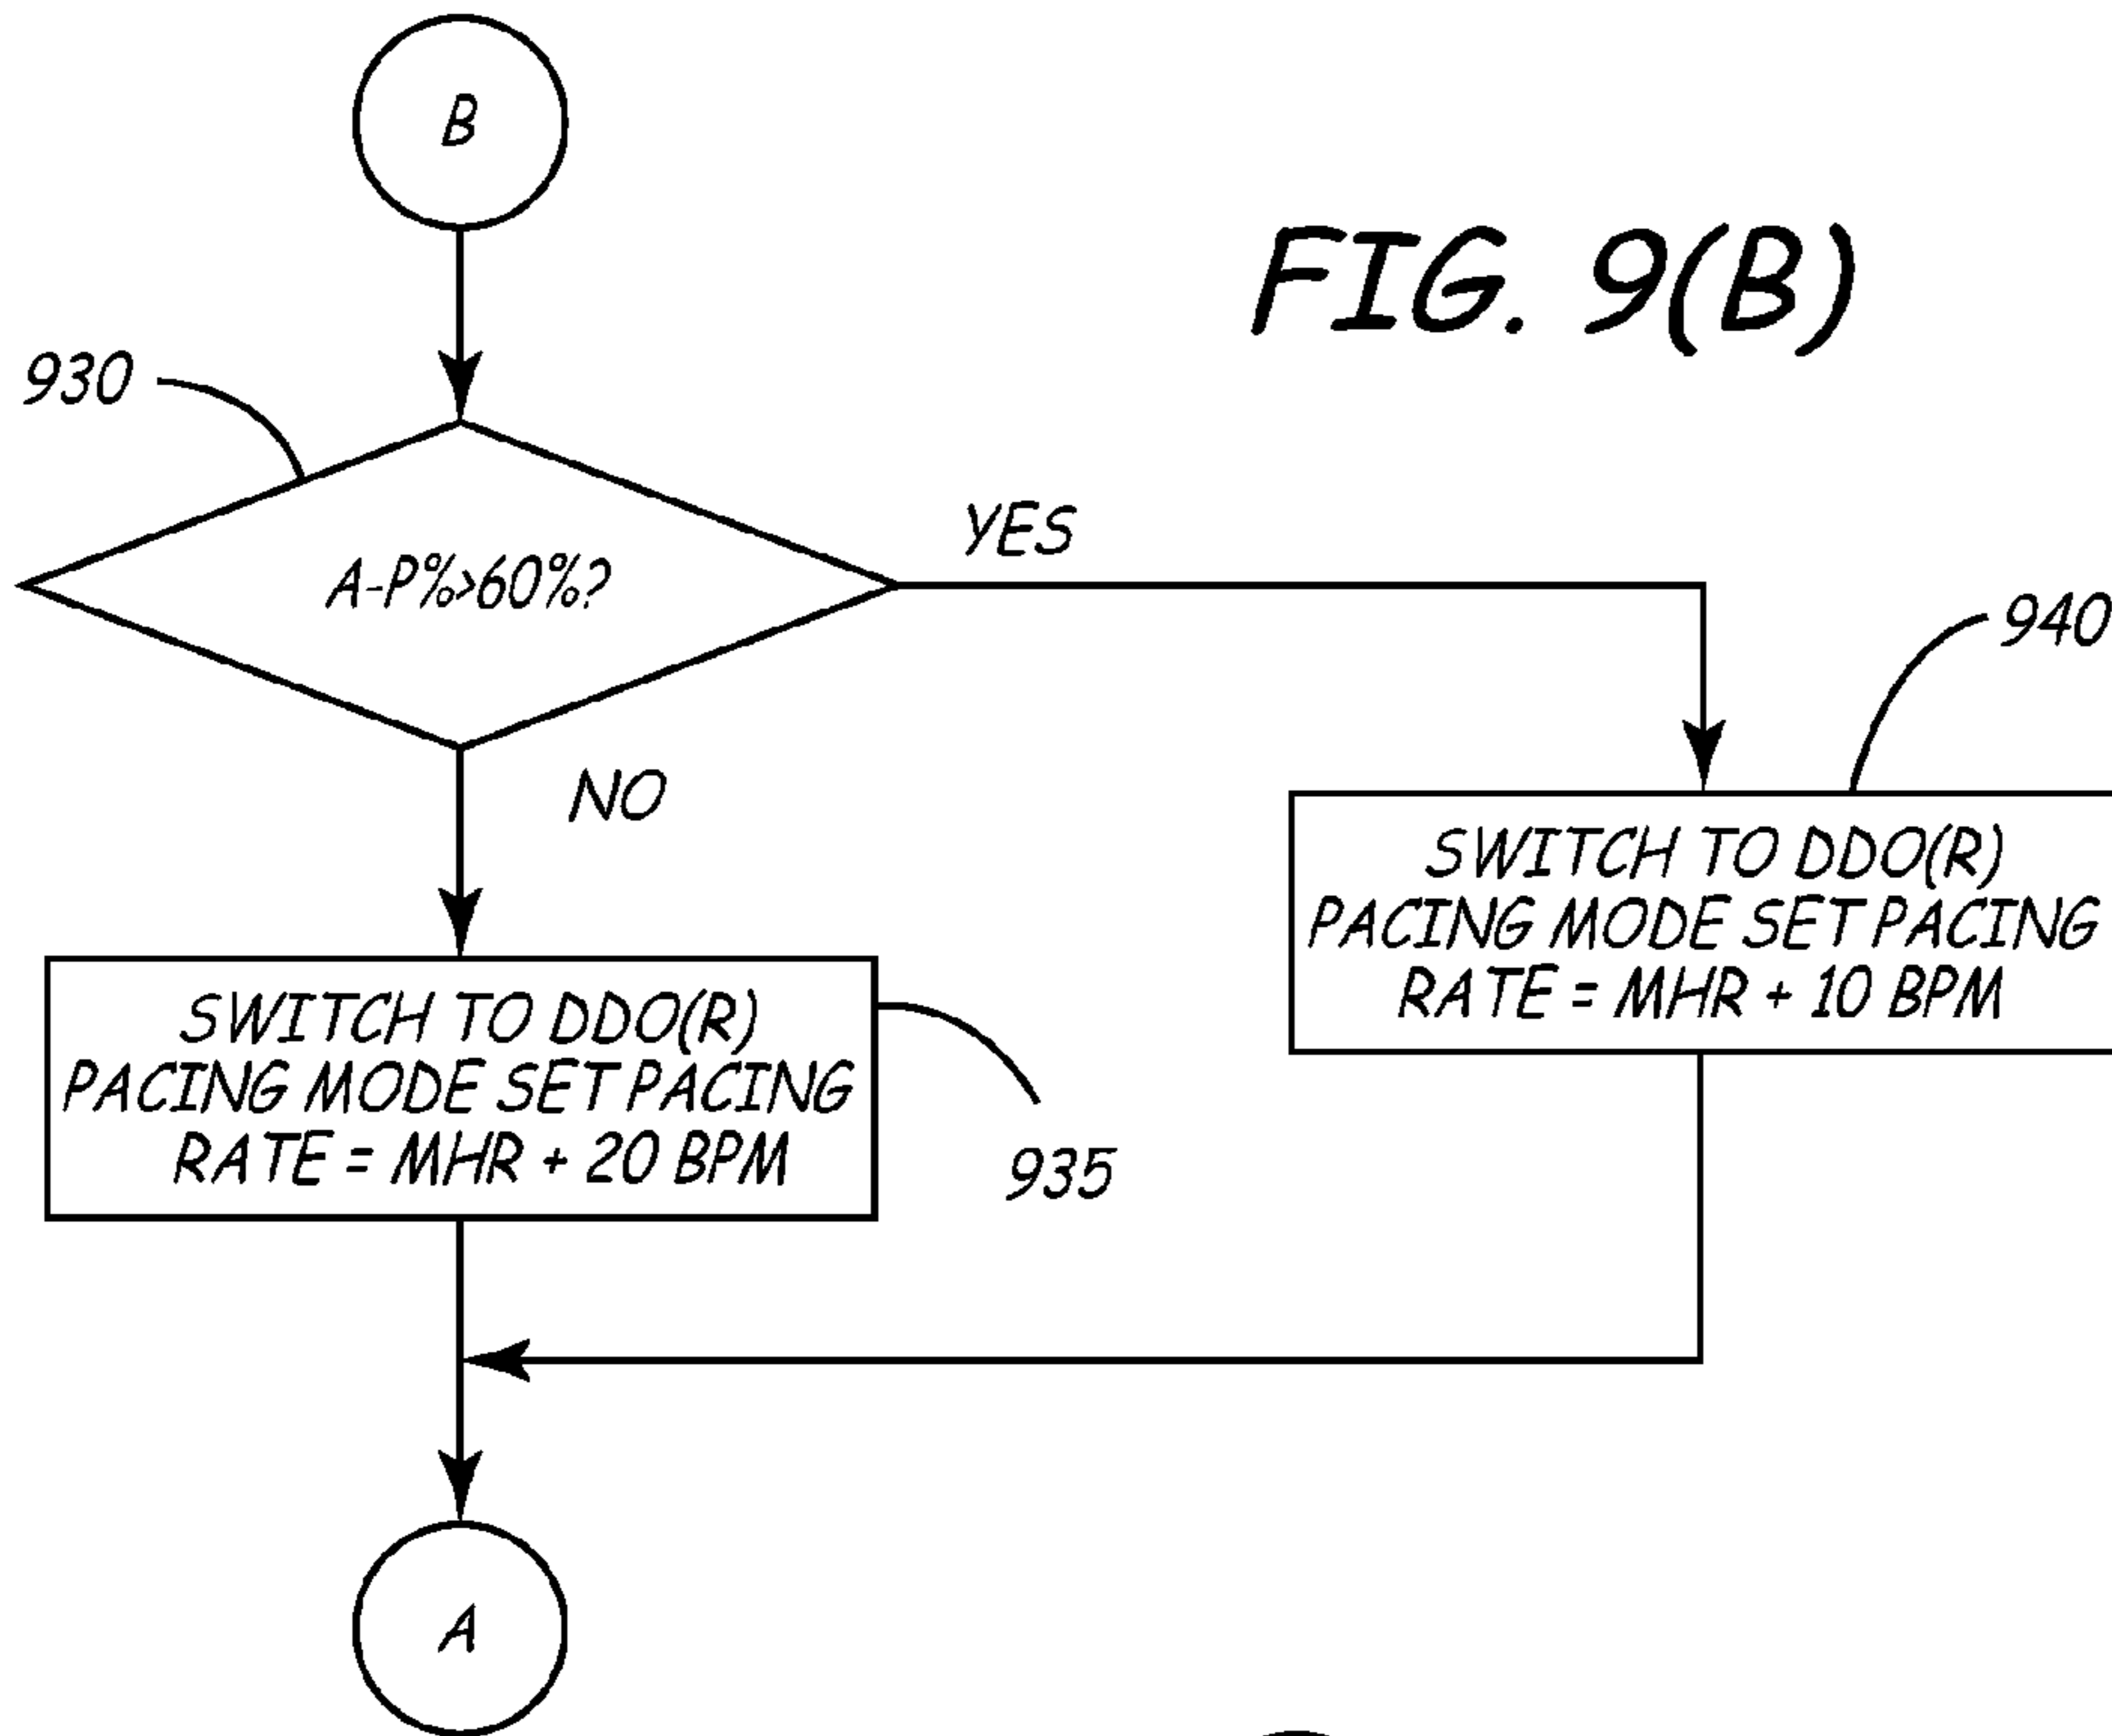 B
FIG. 9(B)
930
A-P%>60%?
YES
940
NO
SWITCH TO DDO(R)
PACING MODE SET PACING
RATE = MHR + 10 BPM
SWITCH TO DDO(R)
PACING MODE SET PACING
RATE = MHR + 20 BPM
935
A